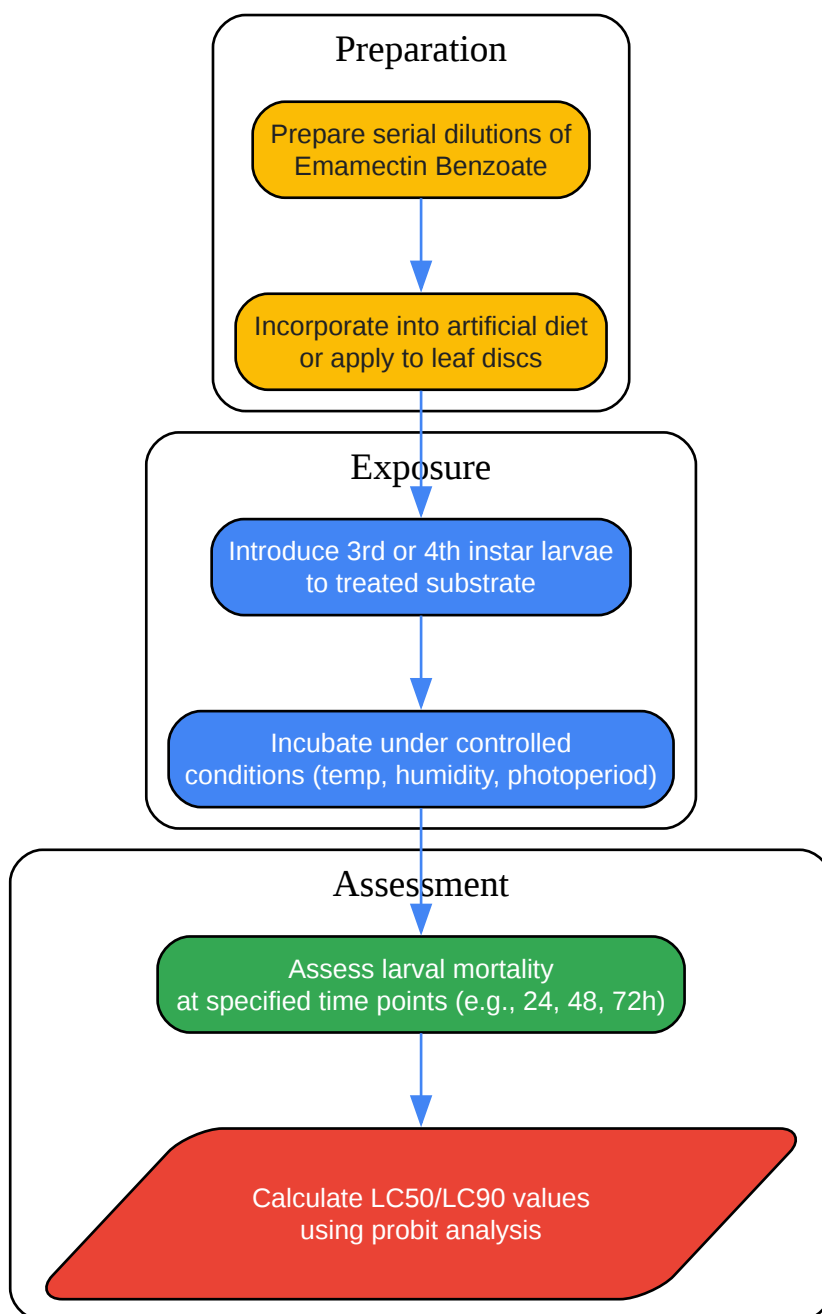 Preparation
Prepare serial dilutions of
Emamectin Benzoate
Incorporate into artificial diet
or apply to leaf discs
Exposure
Introduce 3rd or 4th instar larvae
to treated substrate
Incubate under controlled
conditions (temp, humidity, photoperiod)
Assessment
Assess larval mortality
at specified time points (e.g., 24, 48, 72h)
Calculate LC50/LC90 values
using probit analysis